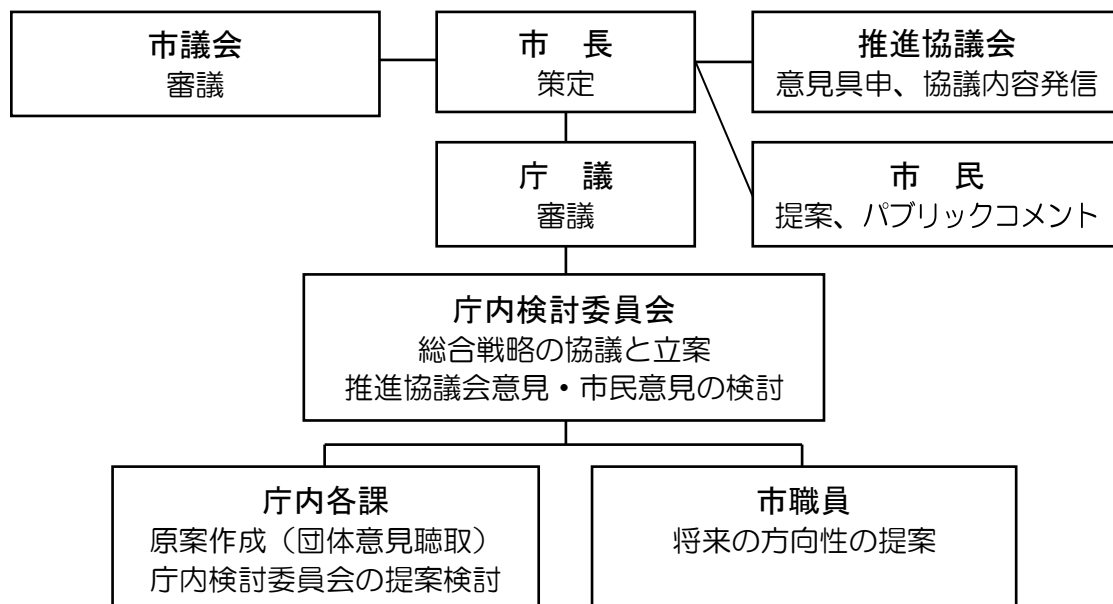 市議会
審議
市　長
策定
推進協議会
意見具申、協議内容発信
庁　議
審議
市　民
提案、パブリックコメント
庁内検討委員会
総合戦略の協議と立案
推進協議会意見・市民意見の検討
庁内各課
原案作成（団体意見聴取）
庁内検討委員会の提案検討
市職員
将来の方向性の提案